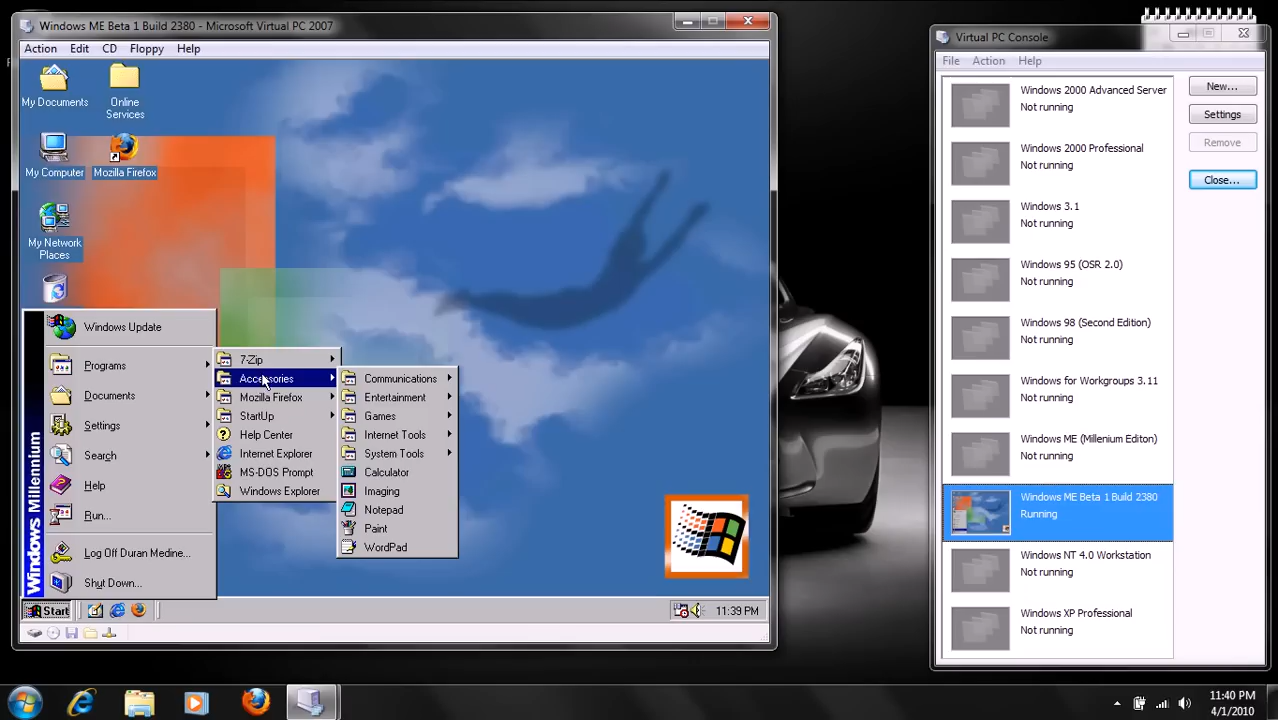 Windows ME Beta 1 Build 2380 - Microsoft Virtual PC 2007
Action Edit CD Floppy Help
My Documents
Online
Services
My Computer
Mozilla Firefox
My Network
Places
Windows Millennium
Windows Update
Programs
Documents
Settings
Search
Help
Run...
Log Off Duran Medine...
Shut Down...
7-Zip
Accessories
Mozilla Firefox
StartUp
Help Center
Internet Explorer
MS-DOS Prompt
Windows Explorer
Communications
Entertainment
Games
Internet Tools
System Tools
Calculator
Imaging
Notepad
Paint
WordPad
Start
11:39 PM
Virtual PC Console
File Action Help
Windows 2000 Advanced Server
Not running
Windows 2000 Professional
Not running
Windows 3.1
Not running
Windows 95 (OSR 2.0)
Not running
Windows 98 (Second Edition)
Not running
Windows for Workgroups 3.11
Not running
Windows ME (Millenium Editon)
Not running
Windows ME Beta 1 Build 2380
Running
Windows NT 4.0 Workstation
Not running
Windows XP Professional
Not running
New...
Settings
Remove
Close...
11:40 PM
4/1/2010